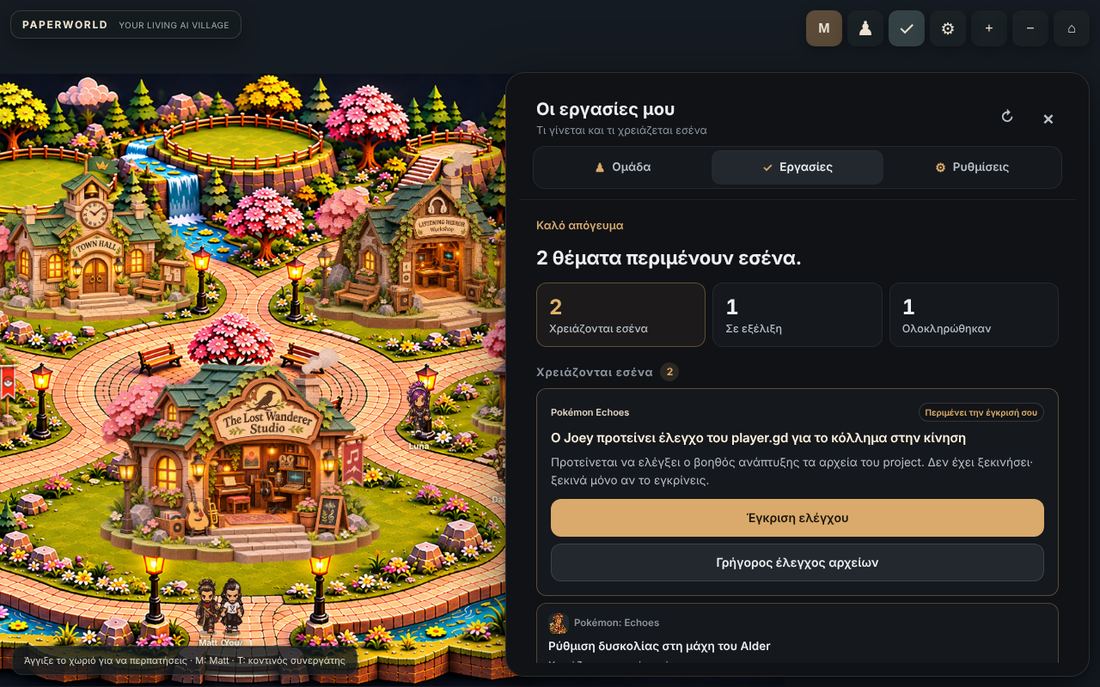 PAPERWORLD YOUR LIVING AI VILLAGE
M
Οι εργασίες μου
Τι γίνεται και τι χρειάζεται εσένα
Ομάδα
Εργασίες
Ρυθμίσεις
Καλό απόγευμα
2 θέματα περιμένουν εσένα.
2
Χρειάζονται εσένα
1
Σε εξέλιξη
1
Ολοκληρώθηκαν
Χρειάζονται εσένα 2
Pokémon Echoes
Περιμένει την έγκρισή σου
Ο Joey προτείνει έλεγχο του player.gd για το κόλλημα στην κίνηση
Προτείνεται να ελέγξει ο βοηθός ανάπτυξης τα αρχεία του project. Δεν έχει ξεκινήσει·
ξεκινά μόνο αν το εγκρίνεις.
Έγκριση ελέγχου
Γρήγορος έλεγχος αρχείων
Pokémon: Echoes
Ρύθμιση δυσκολίας στη μάχη του Alder
TOWN HALL
LISTENING MIRROR
Workshop
The Lost Wanderer
Studio
Luna
Matt (You)
Άγγιξε το χωριό για να περπατήσεις · M: Matt · T: κοντινός συνεργάτης